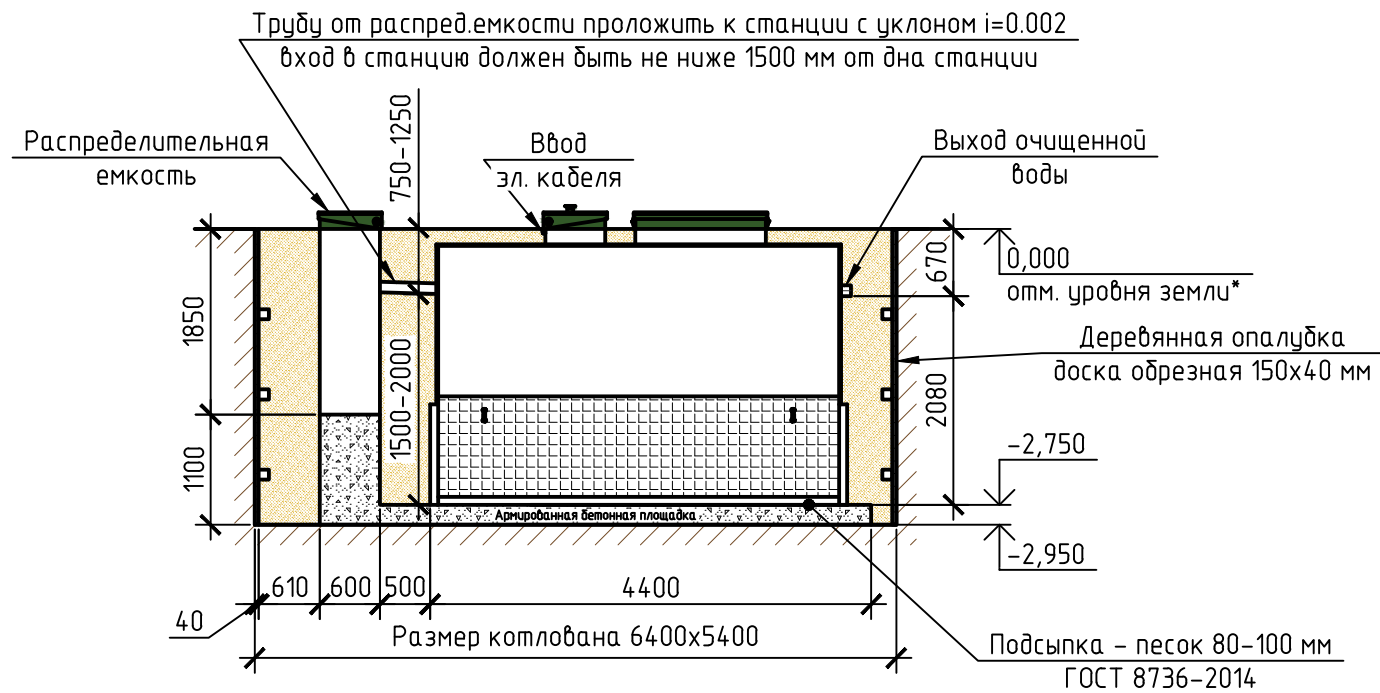 Трубу от распред.емкости проложить к станции с уклоном i=0.002
вход в станцию должен быть не ниже 1500 мм от дна станции
Распределительная
емкость
750-1250
Ввод
эл. кабеля
Выход очищенной
воды
670
0,000
отм. уровня земли*
1850
Деревянная опалубка
доска обрезная 150х40 мм
1500-2000
2080
1100
-2,750
Армированная бетонная площадка
-2,950
610
600
500
4400
40
Размер котлована 6400х5400
Подсыпка - песок 80-100 мм
ГОСТ 8736-2014